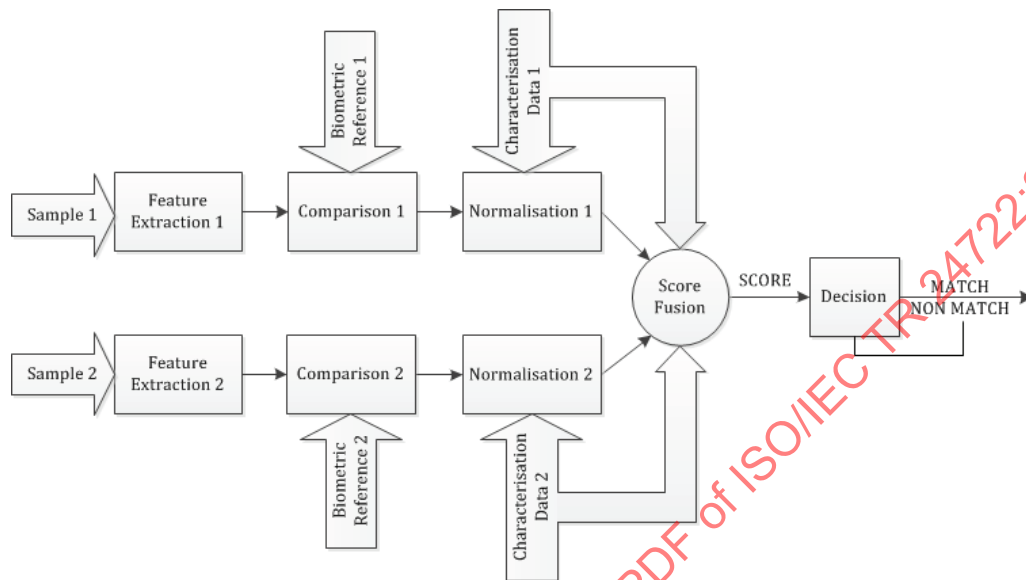 Biometric
Reference 1
Characterisation
Data 1
Sample 1
Feature
Extraction 1
Comparison 1
Normalisation 1
Score
Fusion
SCORE
Decision
MATCH
NON MATCH
Sample 2
Feature
Extraction 2
Comparison 2
Normalisation 2
Biometric
Reference 2
Characterisation
Data 2
PDF of ISO/IEC TR 24722: